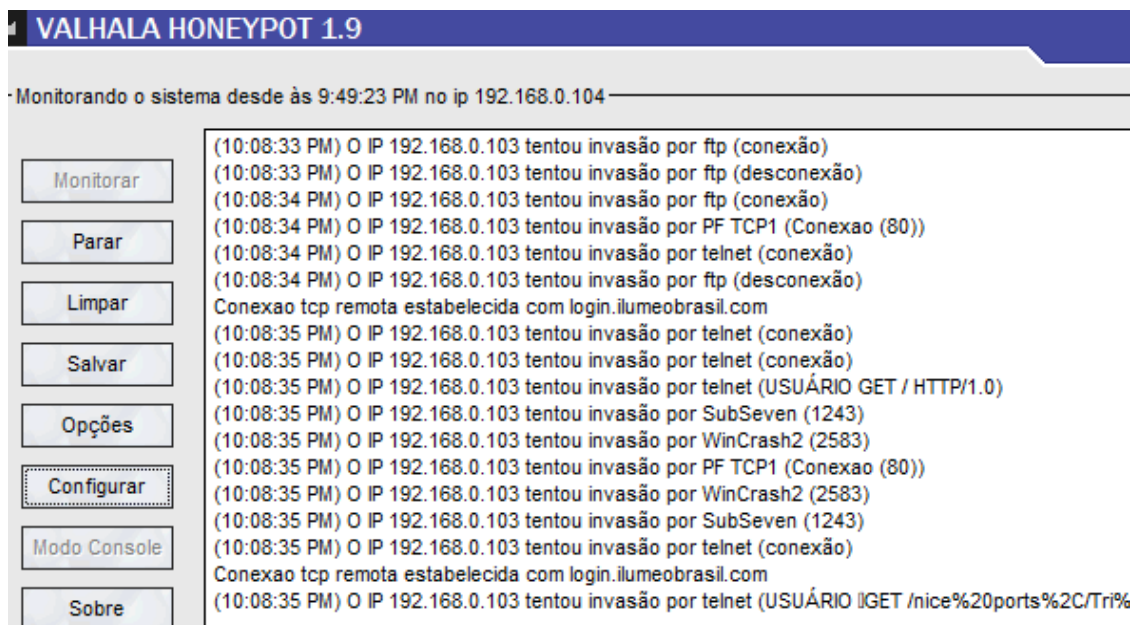 VALHALA HONEYPOT 1.9
Monitorando o sistema desde às 9:49:23 PM no ip 192.168.0.104
Monitorar
Parar
Limpar
Salvar
Opções
Configurar
Modo Console
Sobre
(10:08:33 PM) O IP 192.168.0.103 tentou invasão por ftp (conexão)
(10:08:33 PM) O IP 192.168.0.103 tentou invasão por ftp (desconexão)
(10:08:34 PM) O IP 192.168.0.103 tentou invasão por ftp (conexão)
(10:08:34 PM) O IP 192.168.0.103 tentou invasão por PF TCP1 (Conexao (80))
(10:08:34 PM) O IP 192.168.0.103 tentou invasão por telnet (conexão)
(10:08:34 PM) O IP 192.168.0.103 tentou invasão por ftp (desconexão)
Conexao tcp remota estabelecida com login.ilumeobrasil.com
(10:08:35 PM) O IP 192.168.0.103 tentou invasão por telnet (conexão)
(10:08:35 PM) O IP 192.168.0.103 tentou invasão por telnet (conexão)
(10:08:35 PM) O IP 192.168.0.103 tentou invasão por telnet (USUÁRIO GET / HTTP/1.0)
(10:08:35 PM) O IP 192.168.0.103 tentou invasão por SubSeven (1243)
(10:08:35 PM) O IP 192.168.0.103 tentou invasão por WinCrash2 (2583)
(10:08:35 PM) O IP 192.168.0.103 tentou invasão por PF TCP1 (Conexao (80))
(10:08:35 PM) O IP 192.168.0.103 tentou invasão por WinCrash2 (2583)
(10:08:35 PM) O IP 192.168.0.103 tentou invasão por SubSeven (1243)
(10:08:35 PM) O IP 192.168.0.103 tentou invasão por telnet (conexão)
Conexao tcp remota estabelecida com login.ilumeobrasil.com
(10:08:35 PM) O IP 192.168.0.103 tentou invasão por telnet (USUÁRIO GET /nice%20ports%2C/Tri%